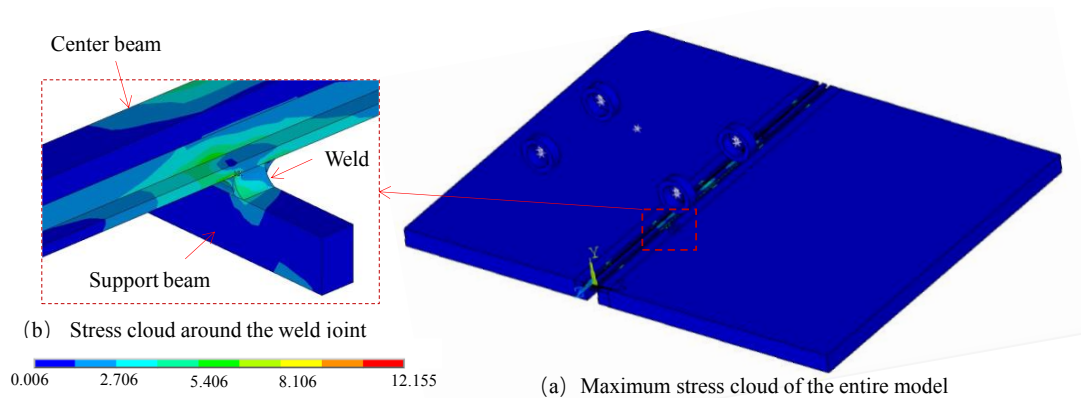 Center beam
Weld
Support beam
Y
(b) Stress cloud around the weld joint
0.006 2.706 5.406 8.106 12.155
(a) Maximum stress cloud of the entire model